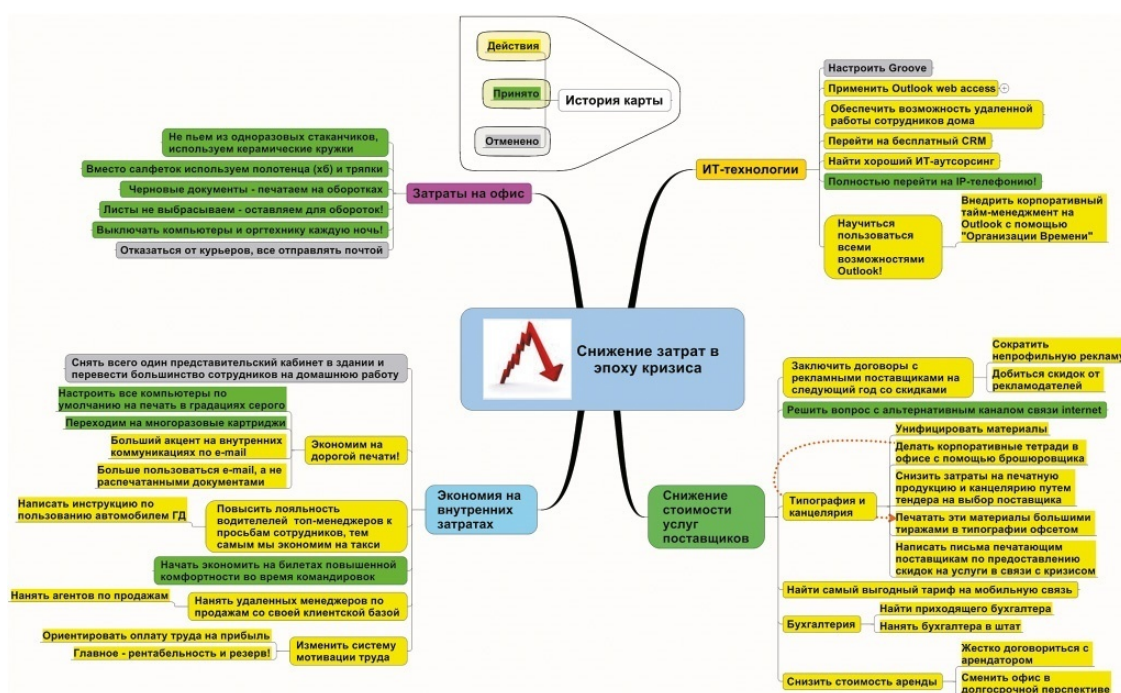 Действия
Принято
Отменено
История карты
Не пьем из одноразовых стаканчиков,
используем керамические кружки
Вместо салфеток используем полотенца (хб) и тряпки
Черновые документы - печатаем на оборотках
Листы не выбрасываем - оставляем для обороток!
Выключать компьютеры и оргтехнику каждую ночь!
Отказаться от курьеров, все отправлять почтой
Затраты на офис
ИТ-технологии
Настроить Groove
Применить Outlook web access
Обеспечить возможность удаленной
работы сотрудников дома
Перейти на бесплатный CRM
Найти хороший ИТ-аутсорсинг
Полностью перейти на IP-телефонию!
Научиться
пользоваться
всеми
возможностями
Outlook!
Внедрить корпоративный
тайм-менеджмент на
Outlook с помощью
"Организации Времени"
Снижение затрат в
эпоху кризиса
Снять всего один представительский кабинет в здании и
перевести большинство сотрудников на домашнюю работу
Настроить все компьютеры по
умолчанию на печать в градациях серого
Переходим на многоразовые картриджи
Больший акцент на внутренних
коммуникациях по e-mail
Больше пользоваться e-mail, а не
распечатанными документами
Экономим на
дорогой печати!
Написать инструкцию по
пользованию автомобилем ГД
Повысить лояльность
водителей топ-менеджеров к
просьбам сотрудников, тем
самым мы экономим на такси
Начать экономить на билетах повышенной
комфортности во время командировок
Нанять агентов по продажам
Нанять удаленных менеджеров по
продажам со своей клиентской базой
Ориентировать оплату труда на прибыль
Главное - рентабельность и резерв!
Изменить систему
мотивации труда
Экономия на
внутренних
затратах
Снижение
стоимости
услуг
поставщиков
Заключить договоры с
рекламными поставщиками на
следующий год со скидками
Сократить
непрофильную рекламу
Добиться скидок от
рекламодателей
Решить вопрос с альтернативным каналом связи internet
Типография и
канцелярия
Унифицировать материалы
Делать корпоративные тетради в
офисе с помощью брошюровщика
Снизить затраты на печатную
продукцию и канцелярию путем
тендера на выбор поставщика
Печатать эти материалы большими
тиражами в типографии офсетом
Написать письма печатающим
поставщикам по предоставлению
скидок на услуги в связи с кризисом
Найти самый выгодный тариф на мобильную связь
Бухгалтерия
Найти приходящего бухгалтера
Нанять бухгалтера в штат
Снизить стоимость аренды
Жестко договориться с
арендатором
Сменить офис в
долгосрочной перспективе